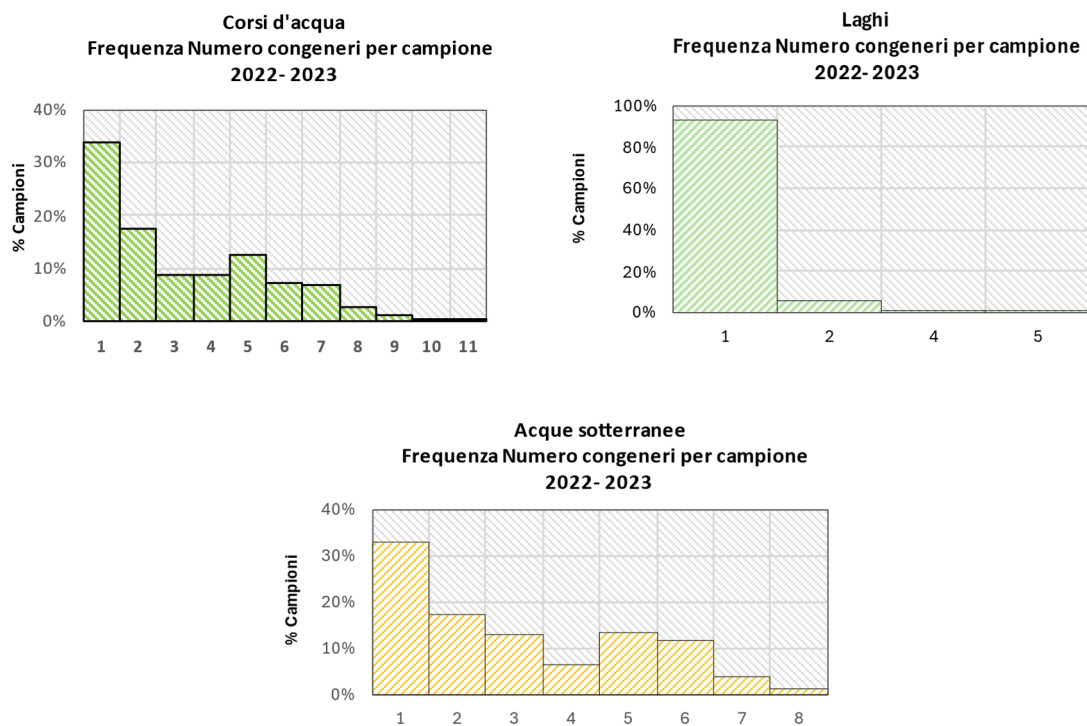 Corsi d'acqua
Frequenza Numero congeneri per campione
2022- 2023
% Campioni
40%
30%
20%
10%
0%
1 2 3 4 5 6 7 8 9 10 11
Laghi
Frequenza Numero congeneri per campione
2022- 2023
% Campioni
100%
80%
60%
40%
20%
0%
1 2 4 5
Acque sotterranee
Frequenza Numero congeneri per campione
2022- 2023
% Campioni
40%
30%
20%
10%
0%
1 2 3 4 5 6 7 8